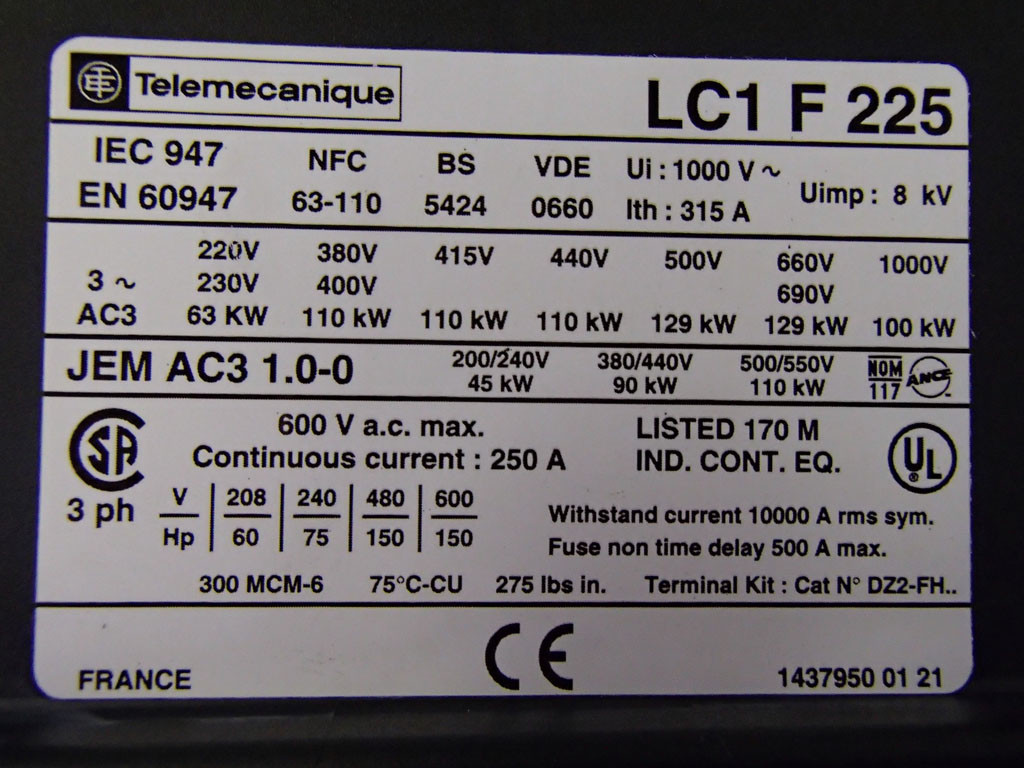 Telemecanique LC1 F 225
IEC 947 NFC BS VDE Ui : 1000 V ~ Uimp : 8 kV
EN 60947 63-110 5424 0660 Ith : 315 A
220V 380V 415V 440V 500V 660V 1000V
3 ~ 230V 400V 690V
AC3 63 KW 110 kW 110 kW 110 kW 129 kW 129 kW 100 kW
JEM AC3 1.0-0 200/240V 380/440V 500/550V NOM ANCE
45 kW 90 kW 110 kW 117
SA 600 V a.c. max. LISTED 170 M UL ®
Continuous current : 250 A IND. CONT. EQ.
3 ph V 208 240 480 600 Withstand current 10000 A rms sym.
Hp 60 75 150 150 Fuse non time delay 500 A max.
300 MCM-6 75°C-CU 275 lbs in. Terminal Kit : Cat N° DZ2-FH..
CE
FRANCE 1437950 01 21